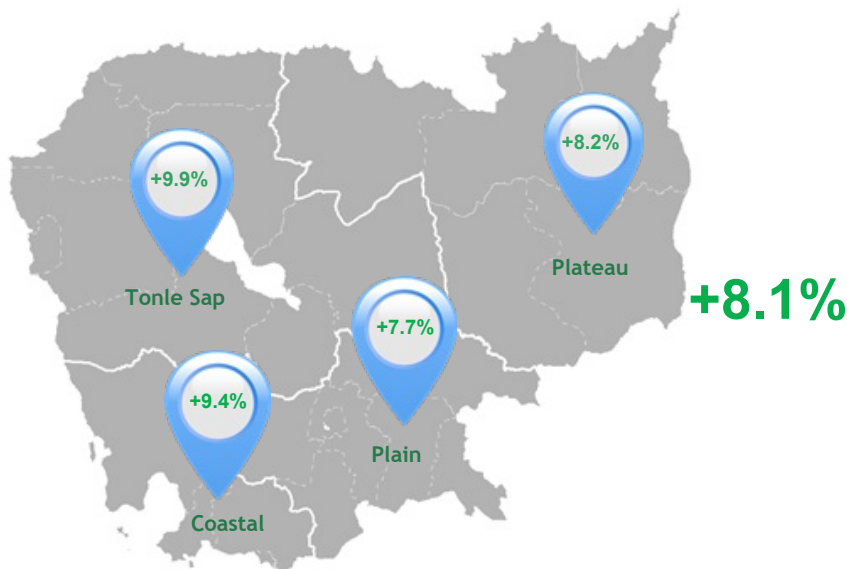 +8.2%
Plateau
+9.9%
Tonle Sap
+8.1%
+7.7%
Plain
+9.4%
Coastal